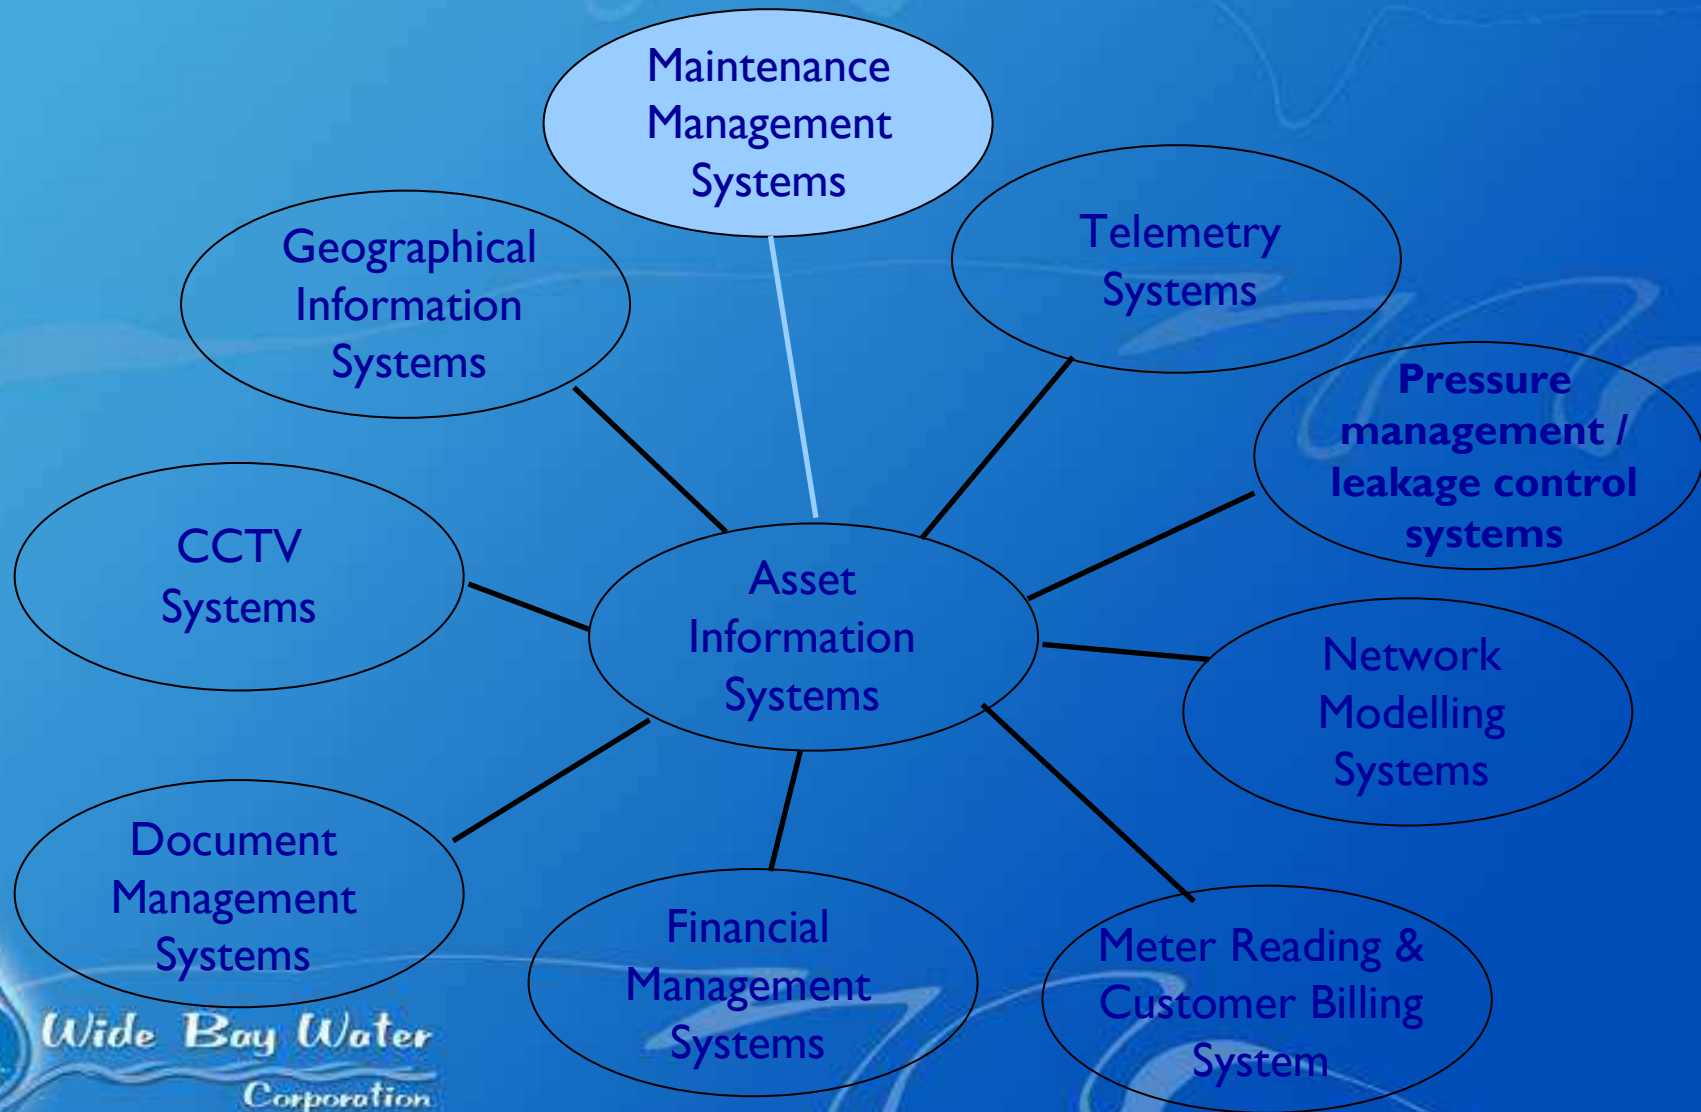 Maintenance
Management
Systems
Geographical
Information
Systems
Telemetry
Systems
Pressure
management /
leakage control
systems
CCTV
Systems
Asset
Information
Systems
Network
Modelling
Systems
Document
Management
Systems
Financial
Management
Systems
Meter Reading &
Customer Billing
System
Wide Bay Water
Corporation